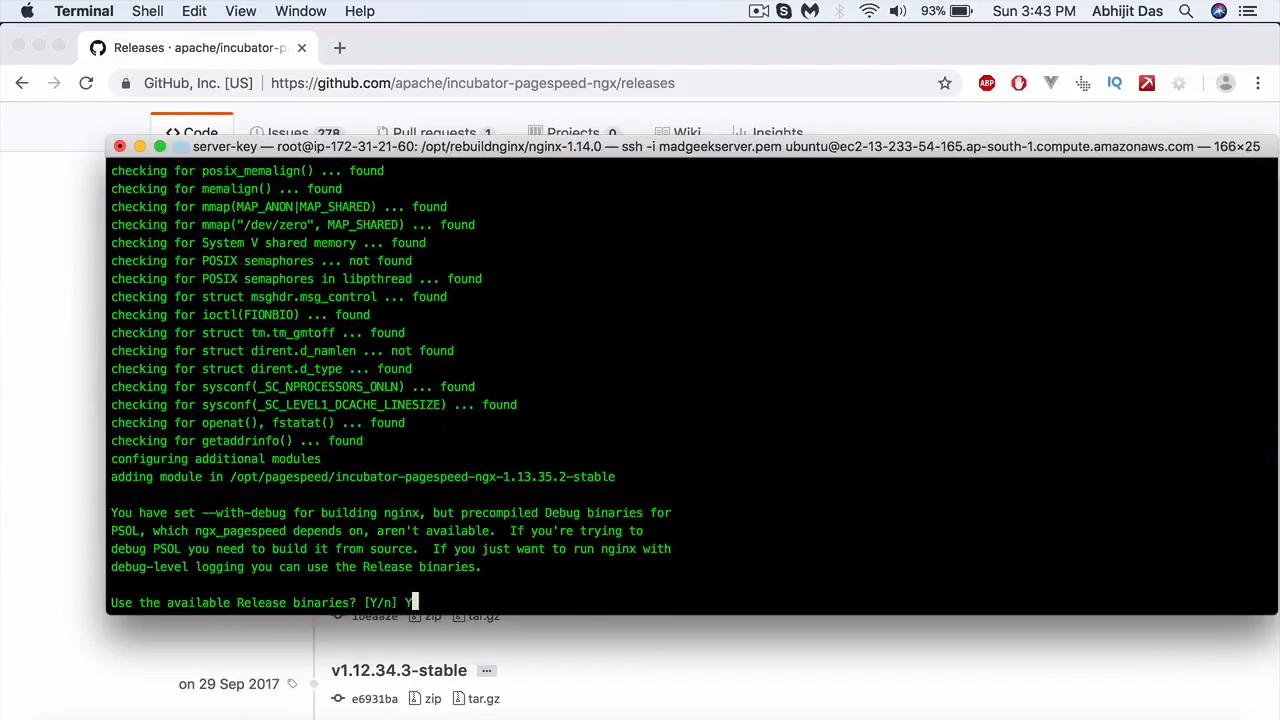 Terminal Shell Edit View Window Help 93% Sun 3:43 PM Abhijit Das
Releases · apache/incubator-p
GitHub, Inc. [US] https://github.com/apache/incubator-pagespeed-ngx/releases
ABP IQ
<> Code Issues 278 Pull requests 1 Projects 0 Wiki Insights
server-key — root@ip-172-31-21-60: /opt/rebuildnginx/nginx-1.14.0 — ssh -i madgeekserver.pem ubuntu@ec2-13-233-54-165.ap-south-1.compute.amazonaws.com — 166×25
checking for posix_memalign() ... found
checking for memalign() ... found
checking for mmap(MAP_ANON|MAP_SHARED) ... found
checking for mmap("/dev/zero", MAP_SHARED) ... found
checking for System V shared memory ... found
checking for POSIX semaphores ... not found
checking for POSIX semaphores in libpthread ... found
checking for struct msghdr.msg_control ... found
checking for ioctl(FIONBIO) ... found
checking for struct tm.tm_gmtoff ... found
checking for struct dirent.d_namlen ... not found
checking for struct dirent.d_type ... found
checking for sysconf(_SC_NPROCESSORS_ONLN) ... found
checking for sysconf(_SC_LEVEL1_DCACHE_LINESIZE) ... found
checking for openat(), fstatat() ... found
checking for getaddrinfo() ... found
configuring additional modules
adding module in /opt/pagespeed/incubator-pagespeed-ngx-1.13.35.2-stable
You have set --with-debug for building nginx, but precompiled Debug binaries for
PSOL, which ngx_pagespeed depends on, aren't available.  If you're trying to
debug PSOL you need to build it from source.  If you just want to run nginx with
debug-level logging you can use the Release binaries.
Use the available Release binaries? [Y/n] Y
1beaa2e zip tar.gz
v1.12.34.3-stable ...
on 29 Sep 2017
e6931ba zip tar.gz